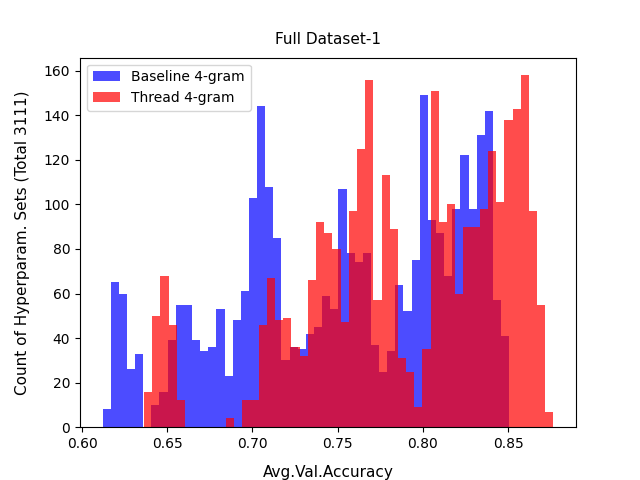 Full Dataset-1
Baseline 4-gram
Thread 4-gram
Count of Hyperparam. Sets (Total 3111)
160
140
120
100
80
60
40
20
0
0.60 0.65 0.70 0.75 0.80 0.85
Avg.Val.Accuracy